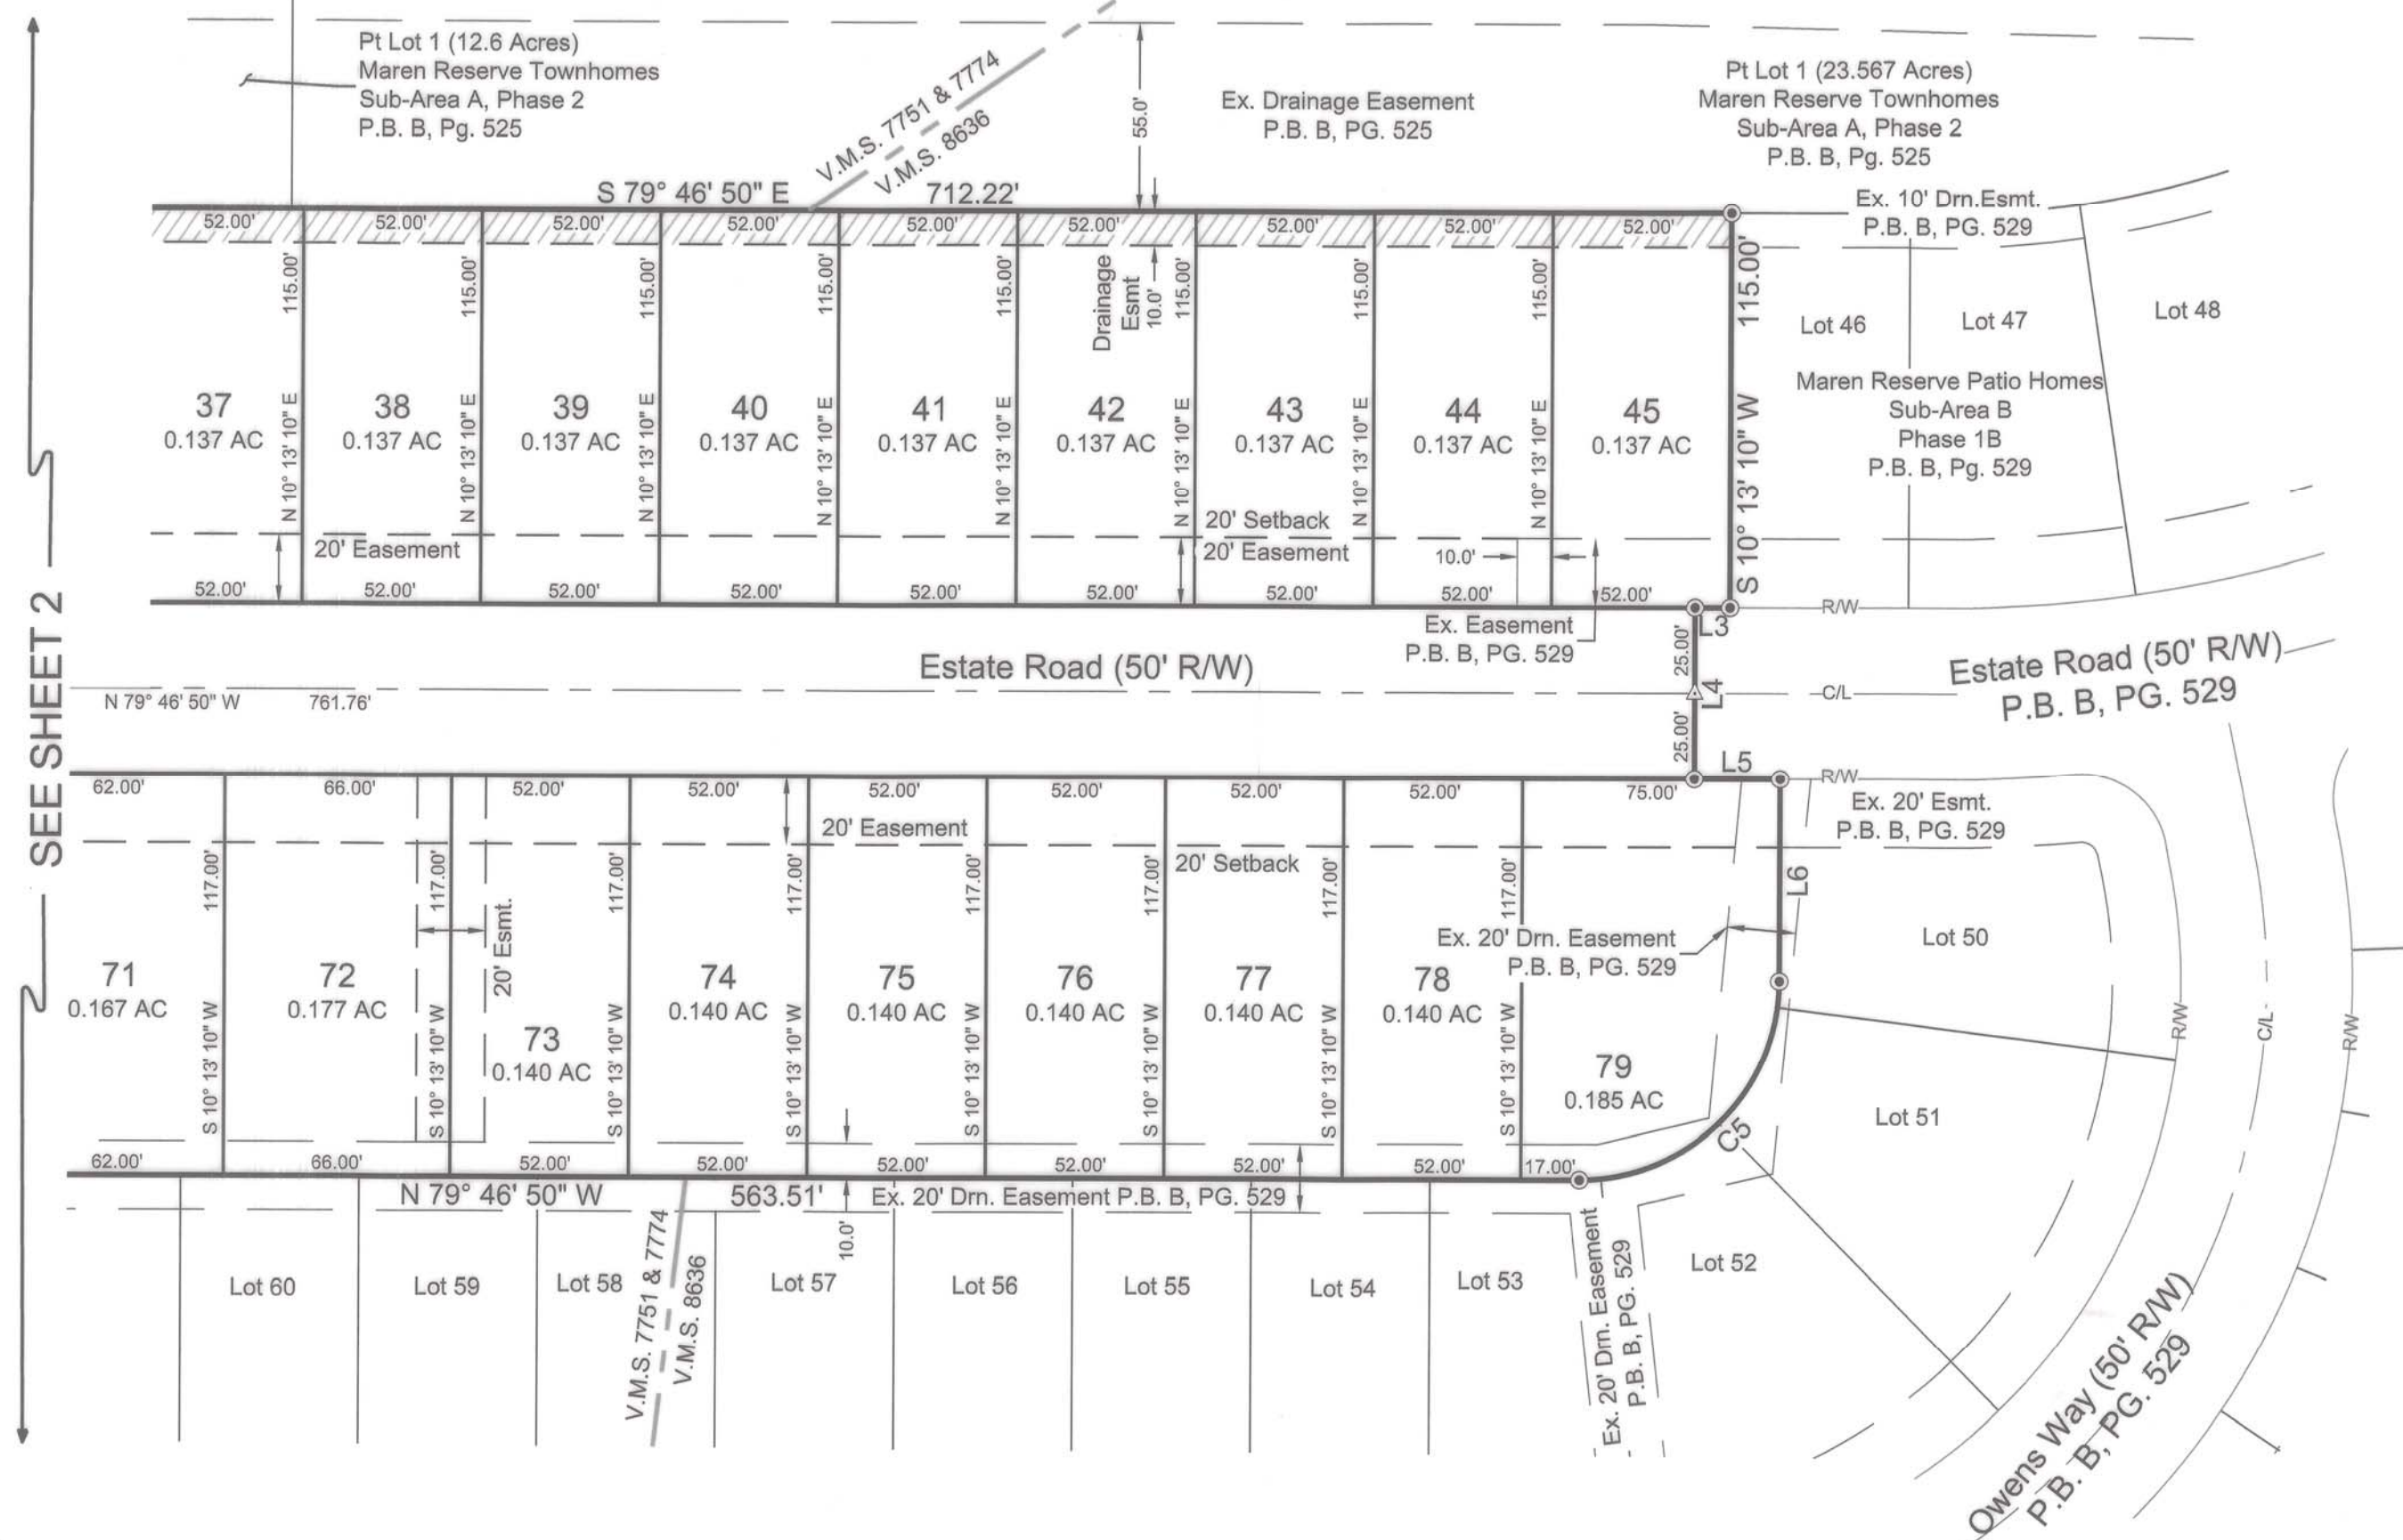 Pt Lot 1 (12.6 Acres)
Maren Reserve Townhomes
Sub-Area A, Phase 2
P.B. B, Pg. 525
V.M.S. 7751 & 7774
V.M.S. 8636
55.0'
Ex. Drainage Easement
P.B. B, PG. 525
Pt Lot 1 (23.567 Acres)
Maren Reserve Townhomes
Sub-Area A, Phase 2
P.B. B, Pg. 525
S 79° 46' 50" E 712.22'
Ex. 10' Drn.Esmt.
P.B. B, PG. 529
52.00' 52.00' 52.00' 52.00' 52.00' 52.00' 52.00' 52.00' 52.00'
115.00' 115.00' 115.00' 115.00' 115.00' 115.00' 115.00' 115.00' 115.00'
Drainage
Esmt
10.0'
Lot 46
Lot 47
Lot 48
Maren Reserve Patio Homes
Sub-Area B
Phase 1B
P.B. B, Pg. 529
37
0.137 AC
38
0.137 AC
39
0.137 AC
40
0.137 AC
41
0.137 AC
42
0.137 AC
43
0.137 AC
44
0.137 AC
45
0.137 AC
N 10° 13' 10" E
N 10° 13' 10" E
N 10° 13' 10" E
N 10° 13' 10" E
N 10° 13' 10" E
N 10° 13' 10" E
N 10° 13' 10" E
N 10° 13' 10" E
S 10° 13' 10" W
20' Easement
20' Setback
20' Easement
10.0'
52.00' 52.00' 52.00' 52.00' 52.00' 52.00' 52.00' 52.00' 52.00'
SEE SHEET 2
Ex. Easement
P.B. B, PG. 529
L3
R/W
25.00'
Estate Road (50' R/W)
Estate Road (50' R/W)
P.B. B, PG. 529
N 79° 46' 50" W 761.76'
L4
C/L
25.00'
L5
R/W
62.00' 66.00' 52.00' 52.00' 52.00' 52.00' 52.00' 52.00' 75.00'
Ex. 20' Esmt.
P.B. B, PG. 529
20' Easement
20' Setback
117.00' 117.00' 117.00' 117.00' 117.00' 117.00' 117.00' 117.00'
L6
20' Esmt.
Ex. 20' Drn. Easement
P.B. B, PG. 529
Lot 50
71
0.167 AC
72
0.177 AC
73
0.140 AC
74
0.140 AC
75
0.140 AC
76
0.140 AC
77
0.140 AC
78
0.140 AC
79
0.185 AC
S 10° 13' 10" W
S 10° 13' 10" W
S 10° 13' 10" W
S 10° 13' 10" W
S 10° 13' 10" W
S 10° 13' 10" W
S 10° 13' 10" W
S 10° 13' 10" W
R/W
C/L
R/W
Lot 51
C5
62.00' 66.00' 52.00' 52.00' 52.00' 52.00' 52.00' 52.00' 17.00'
N 79° 46' 50" W 563.51'
Ex. 20' Drn. Easement P.B. B, PG. 529
10.0'
V.M.S. 7751 & 7774
V.M.S. 8636
Lot 60
Lot 59
Lot 58
Lot 57
Lot 56
Lot 55
Lot 54
Lot 53
Lot 52
Ex. 20' Drn. Easement
P.B. B, PG. 529
Owens Way (50' R/W)
P.B. B, PG. 529